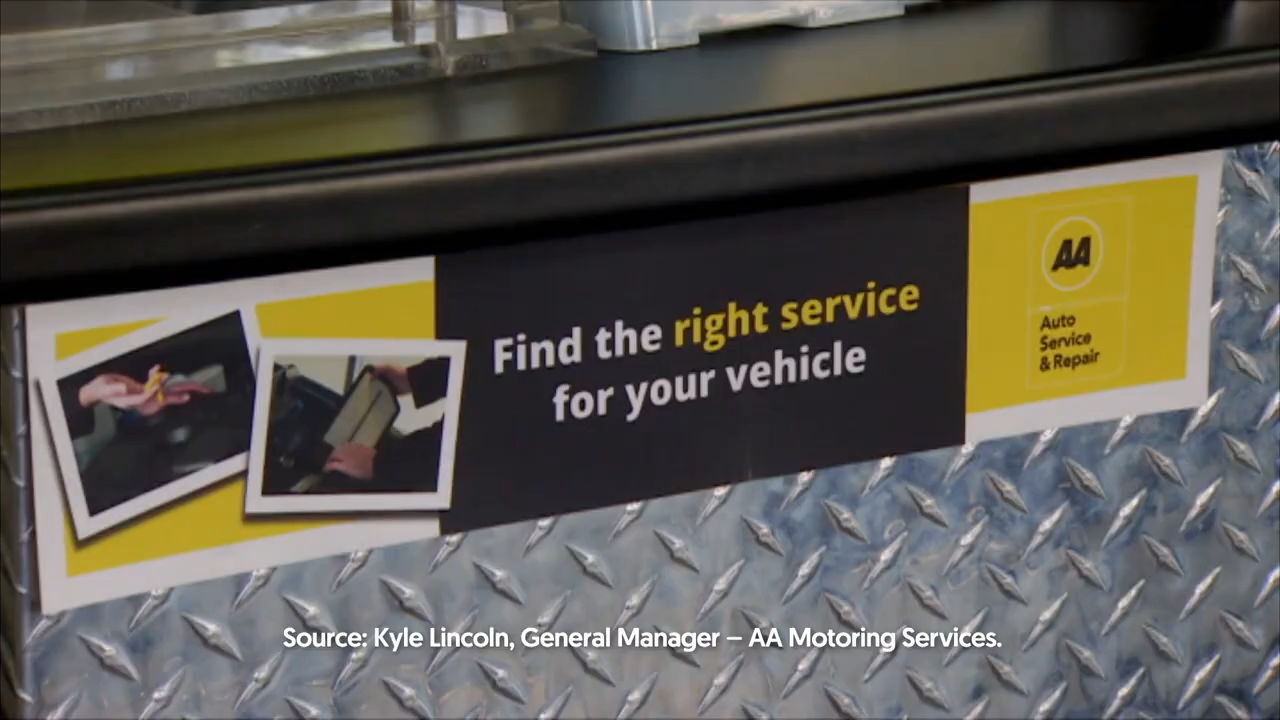 Find the right service
for your vehicle
AA
Auto
Service
& Repair
Source: Kyle Lincoln, General Manager – AA Motoring Services.